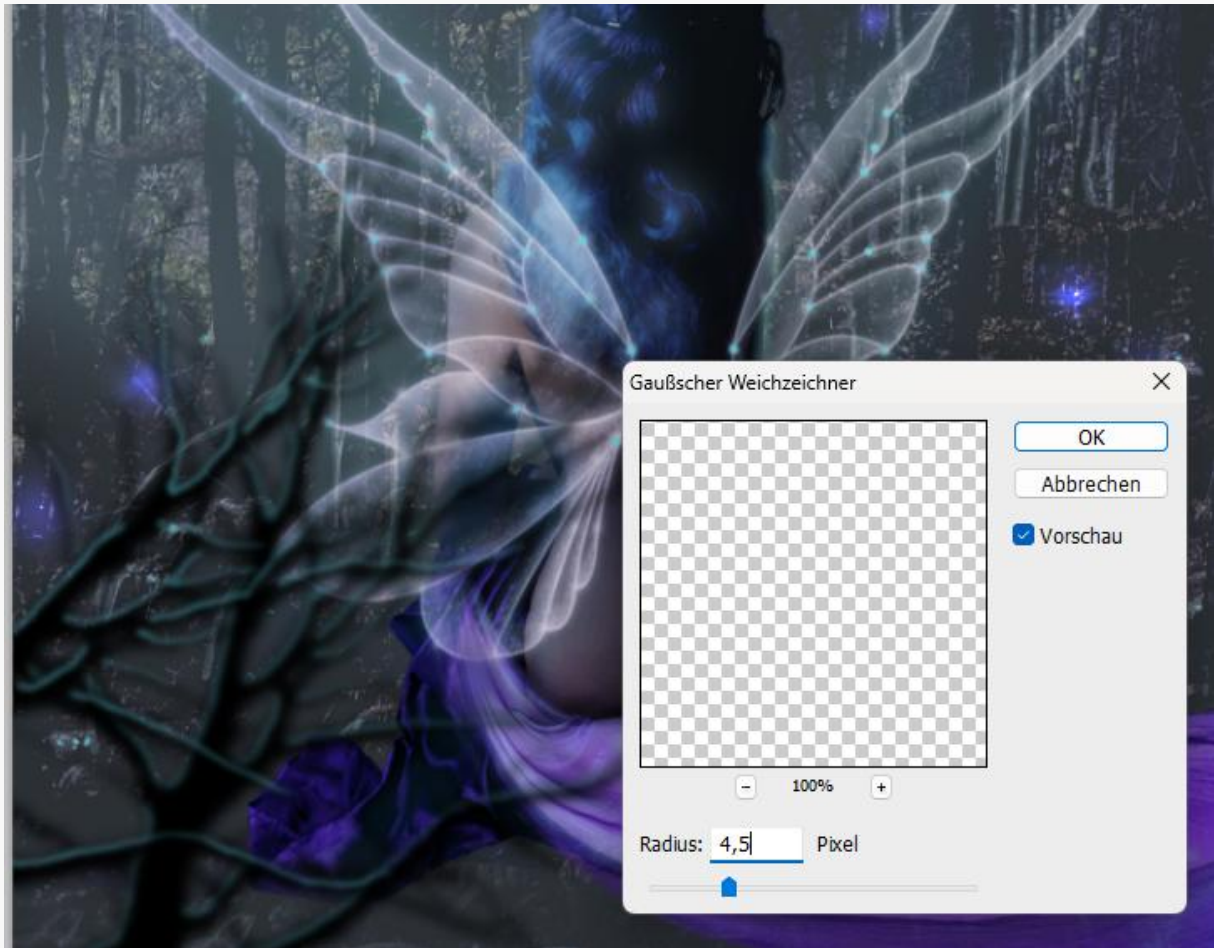 Gaußscher Weichzeichner
OK
Abbrechen
Vorschau
- 100% +
Radius: 4,5 Pixel